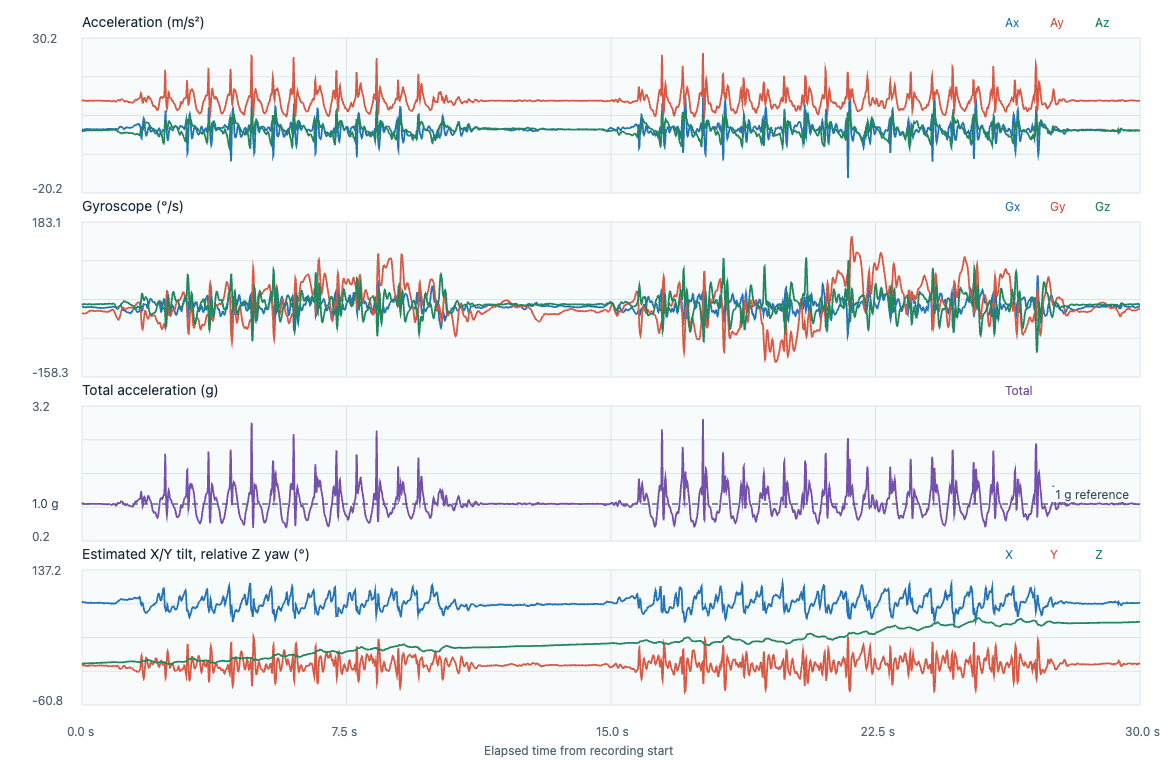 Acceleration (m/s²) Ax Ay Az
30.2
-20.2
Gyroscope (°/s) Gx Gy Gz
183.1
-158.3
Total acceleration (g) Total
3.2
1.0 g
1 g reference
0.2
Estimated X/Y tilt, relative Z yaw (°) X Y Z
137.2
-60.8
0.0 s 7.5 s 15.0 s 22.5 s 30.0 s
Elapsed time from recording start